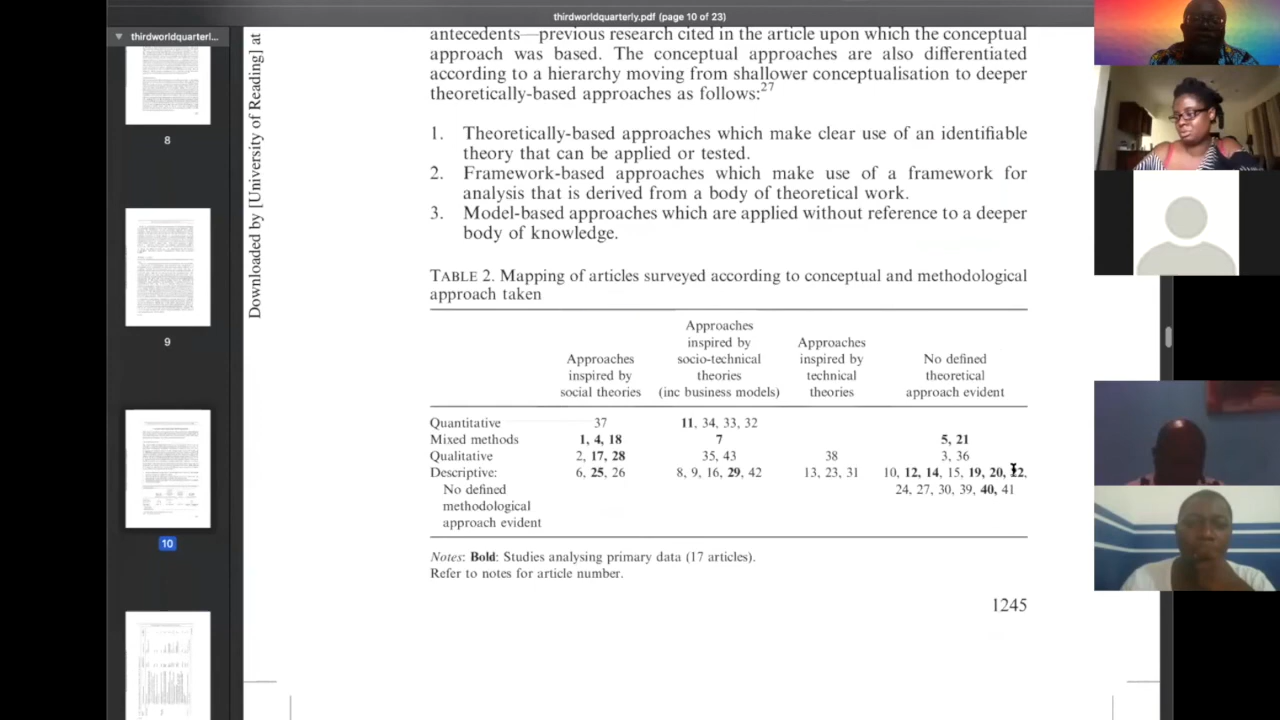 thirdworldquarterly.pdf (page 10 of 23)
thirdworldquarterl...
8
9
10
Downloaded by [University of Reading] at
antecedents—previous research cited in the article upon which the conceptual
approach was based. The conceptual approaches are also differentiated
according to a hierarchy moving from shallower conceptualisation to deeper
theoretically-based approaches as follows:27
1. Theoretically-based approaches which make clear use of an identifiable
theory that can be applied or tested.
2. Framework-based approaches which make use of a framework for
analysis that is derived from a body of theoretical work.
3. Model-based approaches which are applied without reference to a deeper
body of knowledge.
TABLE 2. Mapping of articles surveyed according to conceptual and methodological
approach taken
Approaches inspired by social theories
Approaches inspired by socio-technical theories (inc business models)
Approaches inspired by technical theories
No defined theoretical approach evident
Quantitative 37 11, 34, 33, 32
Mixed methods 1, 4, 18 7 5, 21
Qualitative 2, 17, 28 35, 43 38 3, 36
Descriptive: 6, 25, 26 8, 9, 16, 29, 42 13, 23, 31 10, 12, 14, 15, 19, 20,
No defined 24, 27, 30, 39, 40, 41
methodological
approach evident
Notes: Bold: Studies analysing primary data (17 articles).
Refer to notes for article number.
1245